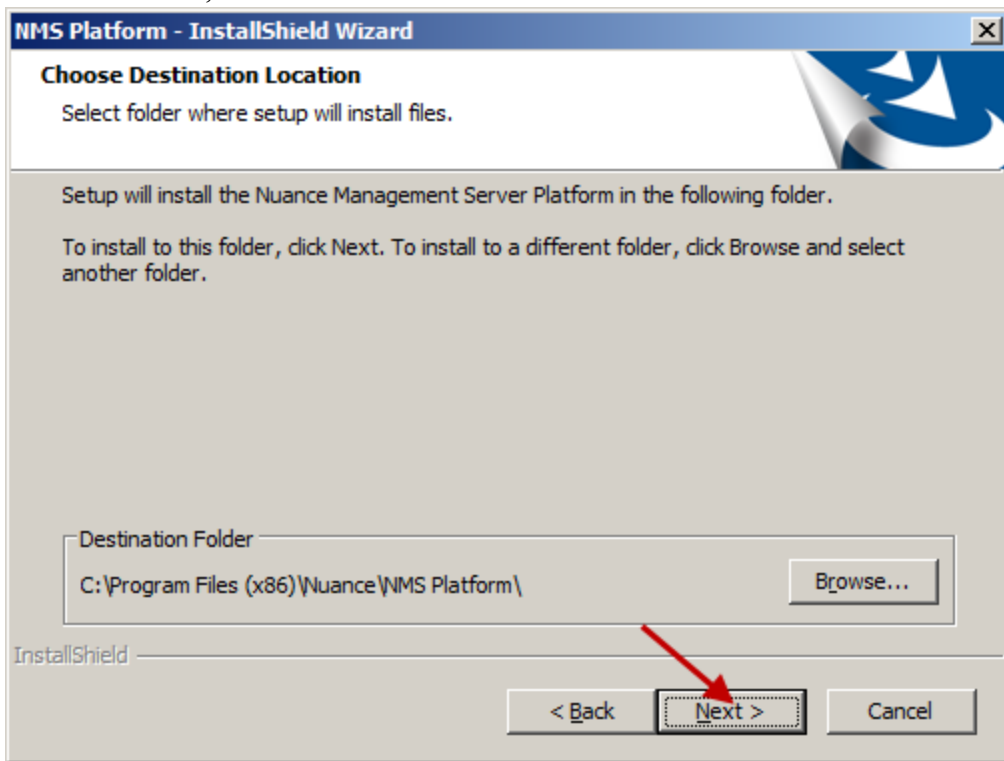 NMS Platform - InstallShield Wizard
Choose Destination Location
Select folder where setup will install files.
Setup will install the Nuance Management Server Platform in the following folder.
To install to this folder, click Next. To install to a different folder, click Browse and select
another folder.
Destination Folder
C:\Program Files (x86)\Nuance\NMS Platform\
Browse...
InstallShield
< Back
Next >
Cancel